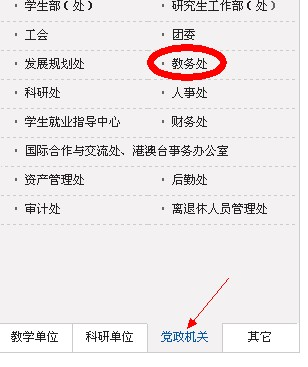 学生部（处） 研究生工作部（处）
工会 团委
发展规划处 教务处
科研处 人事处
学生就业指导中心 财务处
国际合作与交流处、港澳台事务办公室
资产管理处 后勤处
审计处 离退休人员管理处
教学单位 科研单位 党政机关 其它